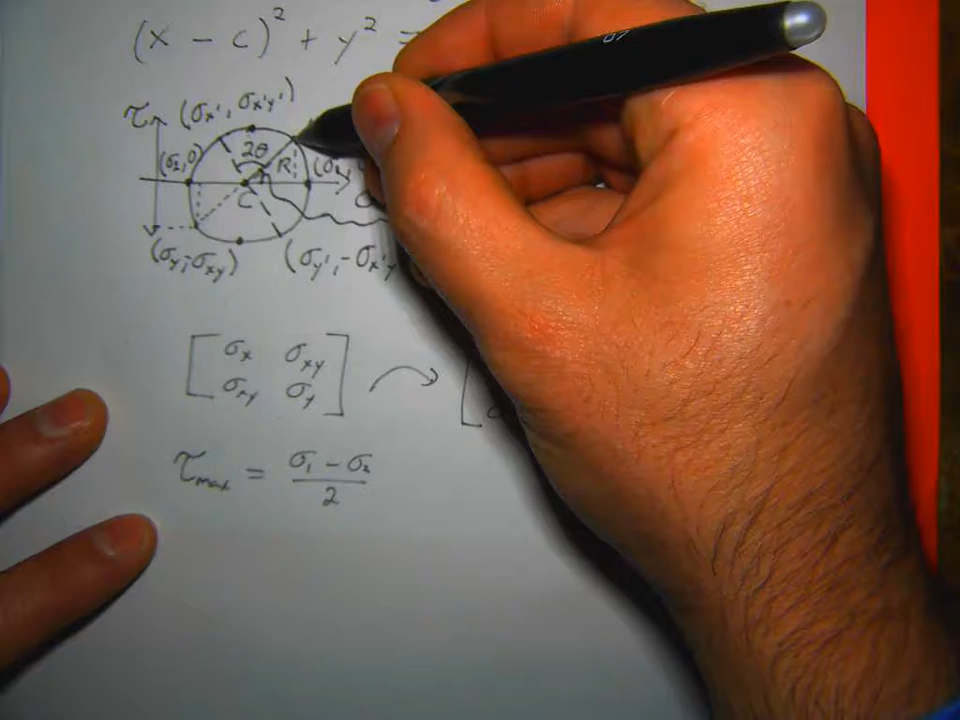 (x - c)² + y² =
τ (σx', σx'y')
2θ
(σ2, 0) R (σ1,
C
(σy, -σxy) (σy', -σx'y'
[σx σxy
σxy σy] [
τmax = σ1 - σ2 / 2